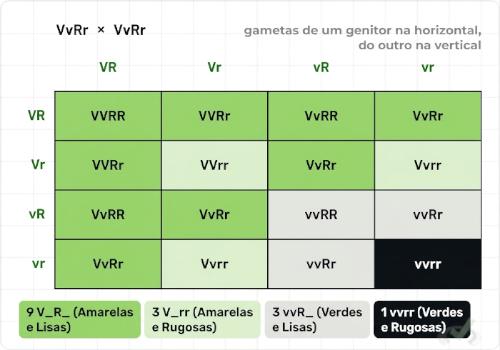 VvRr × VvRr
gametas de um genitor na horizontal,
do outro na vertical
VR Vr vR vr
VR VVRR VVRr VvRR VvRr
Vr VVRr VVrr VvRr Vvrr
vR VvRR VvRr vvRR vvRr
vr VvRr Vvrr vvRr vvrr
9 V_R_ (Amarelas
e Lisas)
3 V_rr (Amarelas
e Rugosas)
3 vvR_ (Verdes
e Lisas)
1 vvrr (Verdes
e Rugosas)